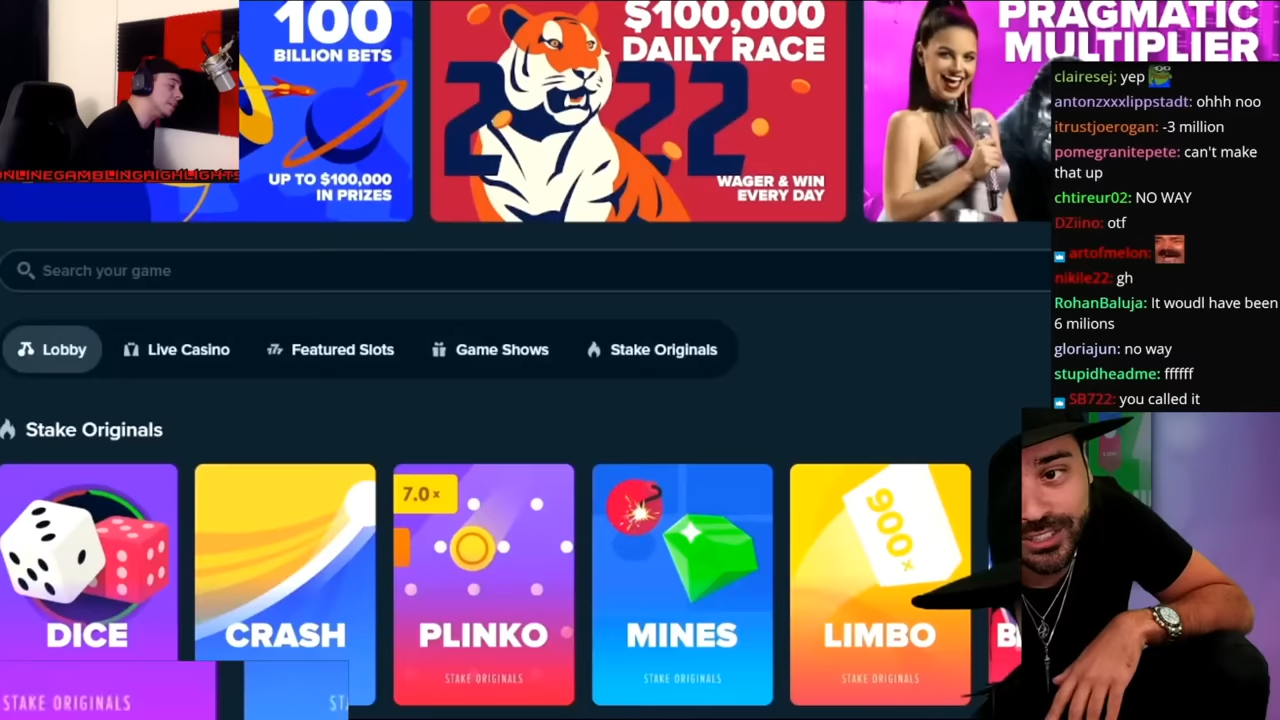 100
BILLION BETS
UP TO $100,000
IN PRIZES
$100,000
DAILY RACE
2022
WAGER & WIN
EVERY DAY
PRAGMATIC
MULTIPLIER
ONLINEGAMBLINGHIGHLIGHTS
clairesej: yep
antonzxxxlippstadt: ohhh noo
itrustjoerogan: -3 million
pomegranitepete: can't make
that up
chtireur02: NO WAY
DZiino: otf
artofmelon:
nikile22: gh
RohanBaluja: It woudl have been
6 milions
gloriajun: no way
stupidheadme: ffffff
SB722: you called it
Search your game
Lobby
Live Casino
Featured Slots
Game Shows
Stake Originals
Stake Originals
DICE
CRASH
7.0×
PLINKO
STAKE ORIGINALS
MINES
STAKE ORIGINALS
900×
LIMBO
STAKE ORIGINALS
B
STAKE ORIGINALS
STA